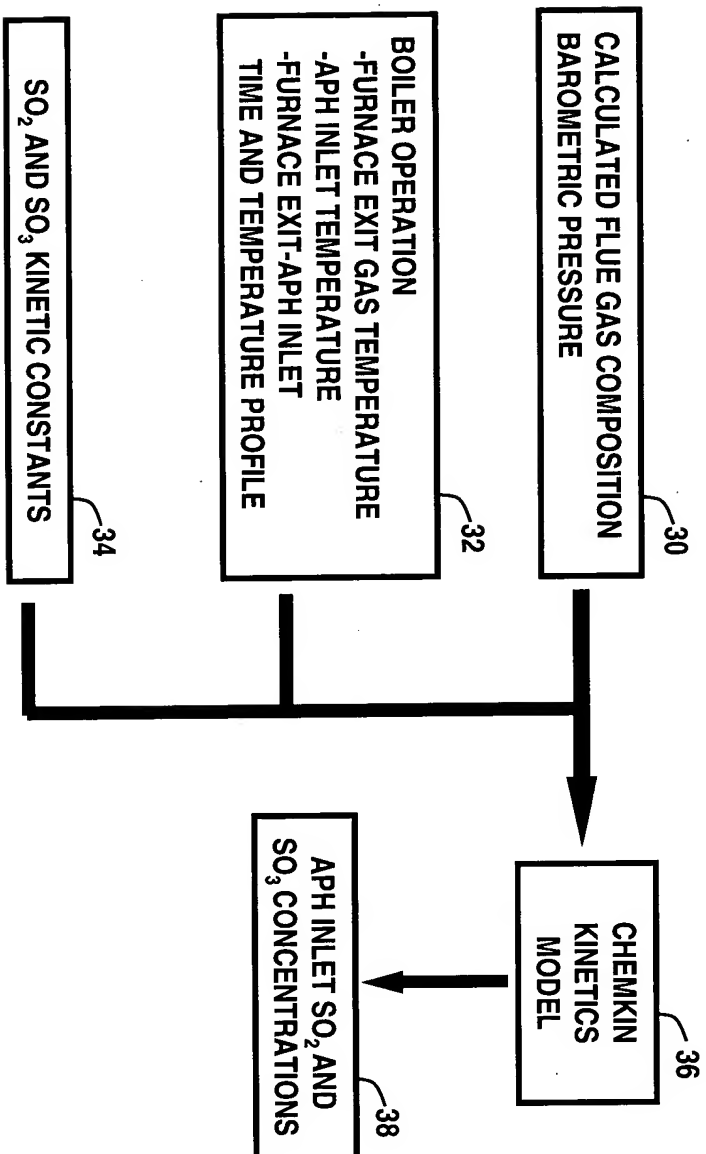 CALCULATED FLUE GAS COMPOSITION
BAROMETRIC PRESSURE
30
BOILER OPERATION
-FURNACE EXIT GAS TEMPERATURE
-APH INLET TEMPERATURE
-FURNACE EXIT-APH INLET
TIME AND TEMPERATURE PROFILE
32
SO₂ AND SO₃ KINETIC CONSTANTS
34
CHEMKIN
KINETICS
MODEL
36
APH INLET SO₂ AND
SO₃ CONCENTRATIONS
38